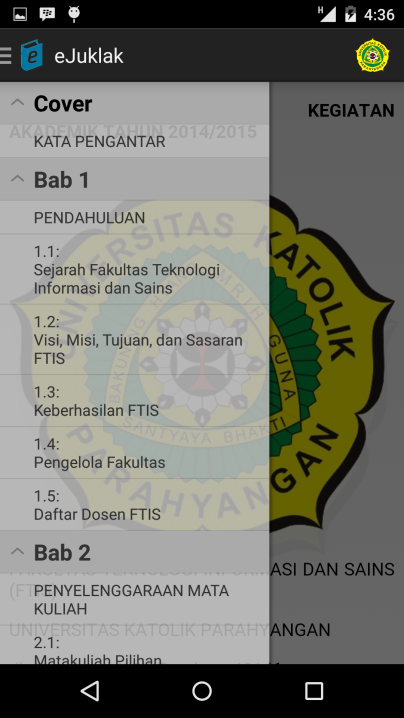 H
4:36
e
eJuklak
Cover
KEGIATAN
AKADEMIK TAHUN 2014/2015
KATA PENGANTAR
Bab 1
PENDAHULUAN
1.1:
Sejarah Fakultas Teknologi
Informasi dan Sains
1.2:
Visi, Misi, Tujuan, dan Sasaran
FTIS
1.3:
Keberhasilan FTIS
1.4:
Pengelola Fakultas
1.5:
Daftar Dosen FTIS
UNIVERSITAS KATOLIK
PARAHYANGAN
GUNA
SANTYAYA BHAKTI
Bab 2
PENYELENGGARAAN MATA
KULIAH
2.1:
Matakuliah Pilihan
ASI DAN SAINS
UNIVERSITAS KATOLIK PARAHYANGAN